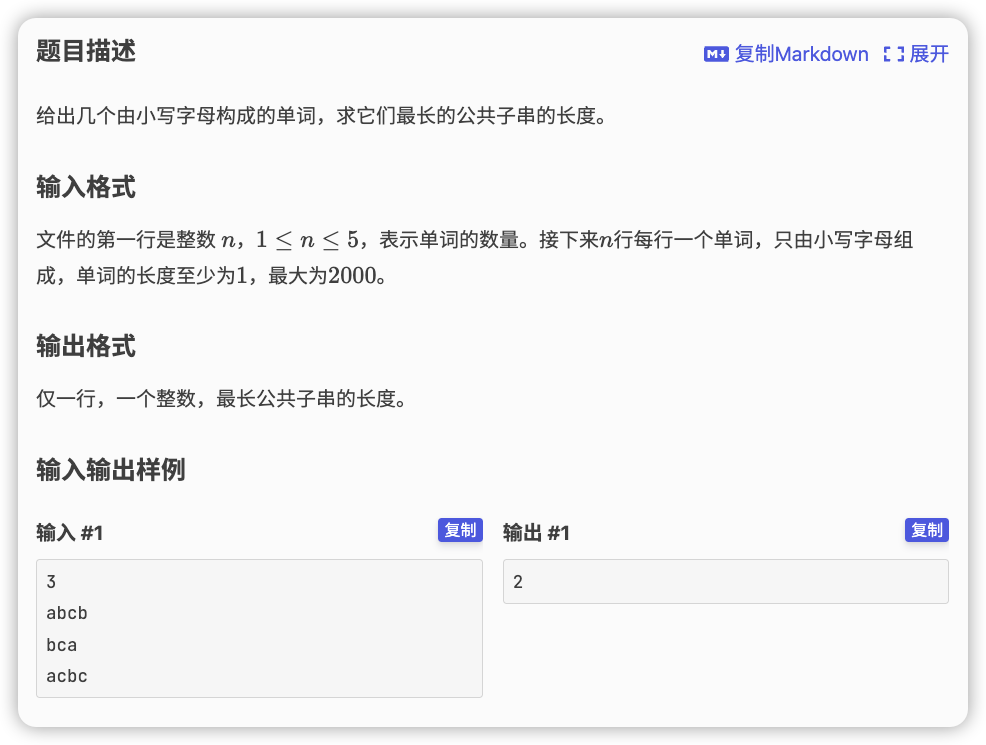 题目描述
M↓ 复制Markdown 展开
给出几个由小写字母构成的单词，求它们最长的公共子串的长度。
输入格式
文件的第一行是整数 n，1 ≤ n ≤ 5，表示单词的数量。接下来n行每行一个单词，只由小写字母组
成，单词的长度至少为1，最大为2000。
输出格式
仅一行，一个整数，最长公共子串的长度。
输入输出样例
输入 #1
复制
3
abcb
bca
acbc
输出 #1
复制
2